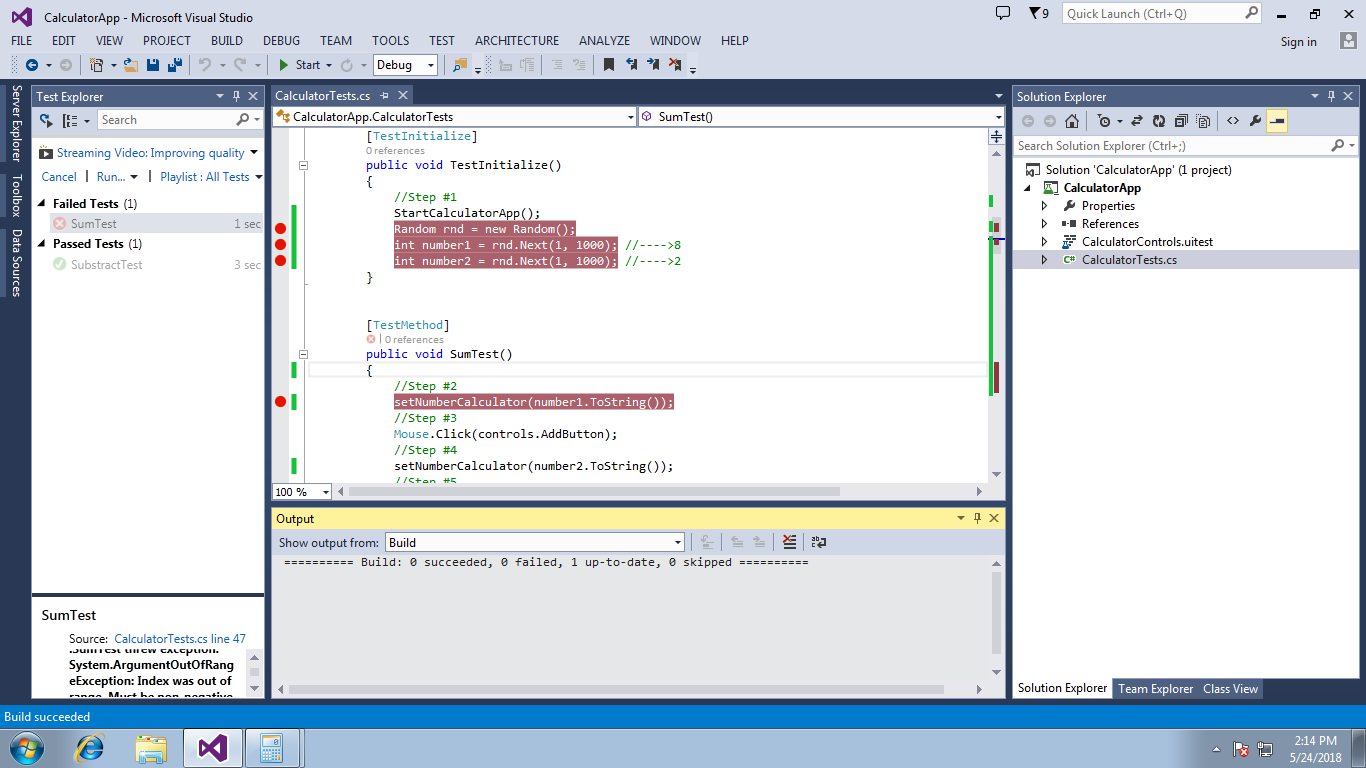 CalculatorApp - Microsoft Visual Studio
9
Quick Launch (Ctrl+Q)
FILE EDIT VIEW PROJECT BUILD DEBUG TEAM TOOLS TEST ARCHITECTURE ANALYZE WINDOW HELP
Sign in
Start
Debug
Server Explorer
Toolbox
Data Sources
Test Explorer
Search
Streaming Video: Improving quality
Cancel | Run... | Playlist : All Tests
Failed Tests (1)
SumTest 1 sec
Passed Tests (1)
SubstractTest 3 sec
SumTest
Source: CalculatorTests.cs line 47
.SumTest threw exception:
System.ArgumentOutOfRang
eException: Index was out of
range. Must be non-negative
CalculatorTests.cs
CalculatorApp.CalculatorTests
SumTest()
[TestInitialize]
0 references
public void TestInitialize()
{
//Step #1
StartCalculatorApp();
Random rnd = new Random();
int number1 = rnd.Next(1, 1000); //---->8
int number2 = rnd.Next(1, 1000); //---->2
}
[TestMethod]
| 0 references
public void SumTest()
{
//Step #2
setNumberCalculator(number1.ToString());
//Step #3
Mouse.Click(controls.AddButton);
//Step #4
setNumberCalculator(number2.ToString());
//Step #5
100 %
Output
Show output from: Build
========== Build: 0 succeeded, 0 failed, 1 up-to-date, 0 skipped ==========
Solution Explorer
Search Solution Explorer (Ctrl+;)
Solution 'CalculatorApp' (1 project)
CalculatorApp
Properties
References
CalculatorControls.uitest
C# CalculatorTests.cs
Solution Explorer Team Explorer Class View
Build succeeded
2:14 PM
5/24/2018